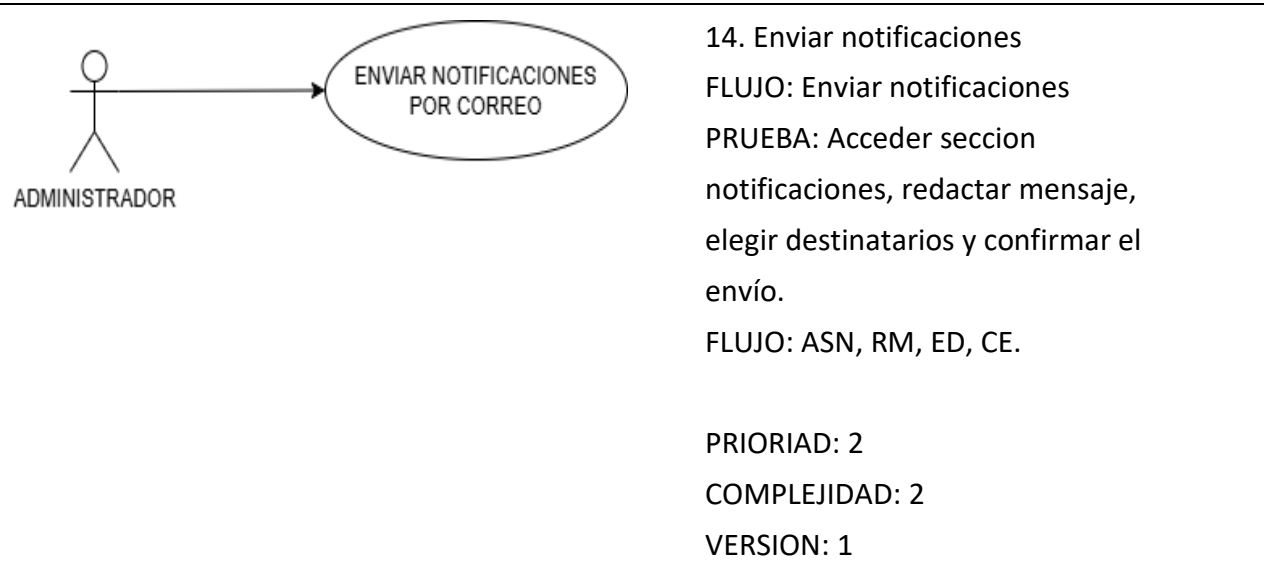 ENVIAR NOTIFICACIONES
POR CORREO
ADMINISTRADOR
14. Enviar notificaciones
FLUJO: Enviar notificaciones
PRUEBA: Acceder seccion
notificaciones, redactar mensaje,
elegir destinatarios y confirmar el
envío.
FLUJO: ASN, RM, ED, CE.
PRIORIAD: 2
COMPLEJIDAD: 2
VERSION: 1